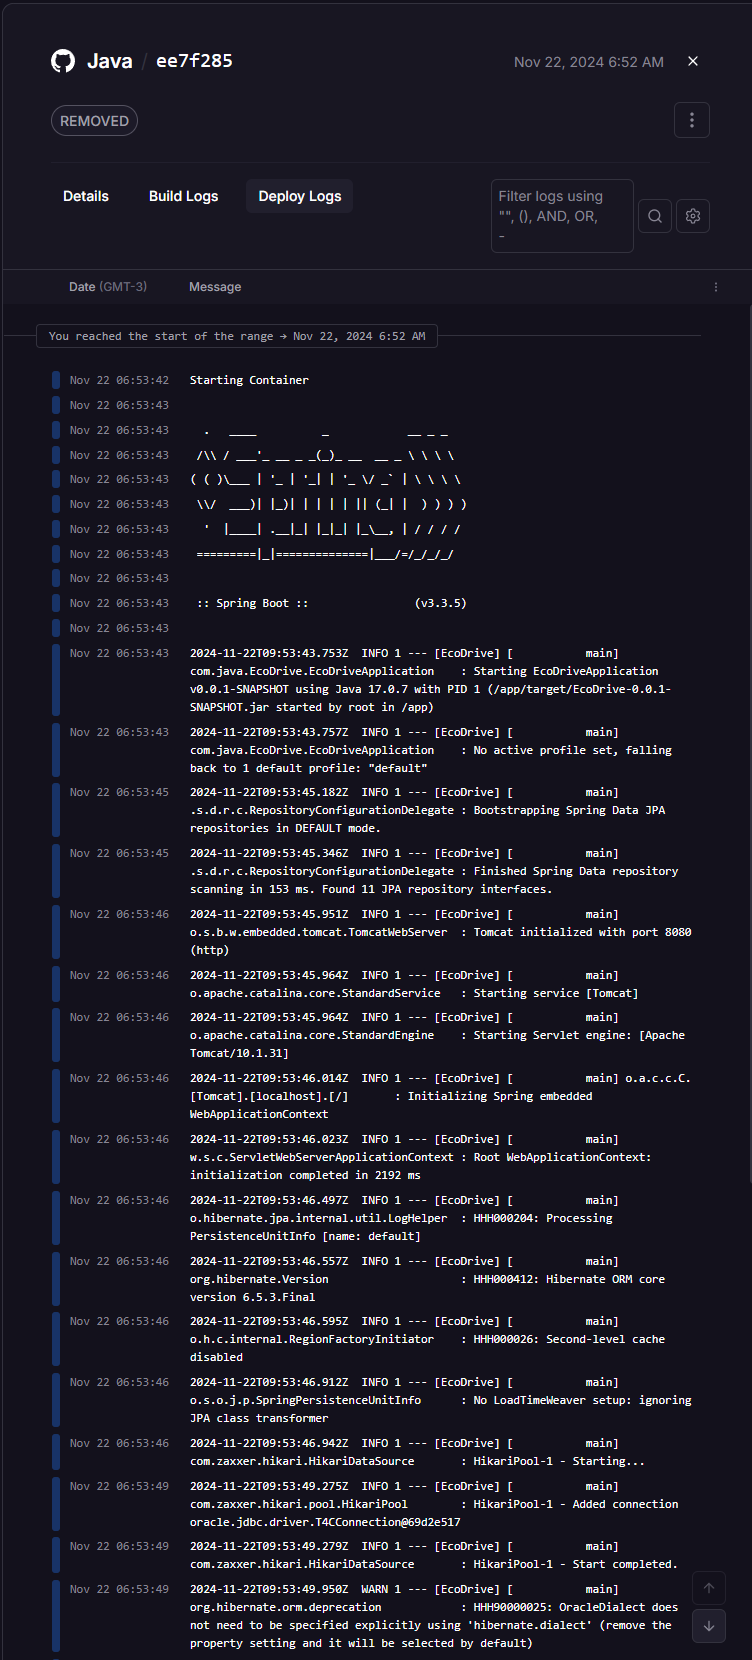 Java / ee7f285
Nov 22, 2024 6:52 AM
REMOVED
Details Build Logs Deploy Logs
Filter logs using
"", (), AND, OR,
-
Date (GMT-3) Message
You reached the start of the range → Nov 22, 2024 6:52 AM
Nov 22 06:53:42 Starting Container
Nov 22 06:53:43
Nov 22 06:53:43   .   ____          _            __ _ _
Nov 22 06:53:43  /\\ / ___'_ __ _ _(_)_ __  __ _ \ \ \ \
Nov 22 06:53:43 ( ( )\___ | '_ | '_| | '_ \/ _` | \ \ \ \
Nov 22 06:53:43  \\/  ___)| |_)| | | | | || (_| |  ) ) ) )
Nov 22 06:53:43   '  |____| .__|_| |_|_| |_\__, | / / / /
Nov 22 06:53:43  =========|_|==============|___/=/_/_/_/
Nov 22 06:53:43
Nov 22 06:53:43  :: Spring Boot ::                (v3.3.5)
Nov 22 06:53:43
Nov 22 06:53:43 2024-11-22T09:53:43.753Z  INFO 1 --- [EcoDrive] [           main]
com.java.EcoDrive.EcoDriveApplication    : Starting EcoDriveApplication
v0.0.1-SNAPSHOT using Java 17.0.7 with PID 1 (/app/target/EcoDrive-0.0.1-
SNAPSHOT.jar started by root in /app)
Nov 22 06:53:43 2024-11-22T09:53:43.757Z  INFO 1 --- [EcoDrive] [           main]
com.java.EcoDrive.EcoDriveApplication    : No active profile set, falling
back to 1 default profile: "default"
Nov 22 06:53:45 2024-11-22T09:53:45.182Z  INFO 1 --- [EcoDrive] [           main]
.s.d.r.c.RepositoryConfigurationDelegate : Bootstrapping Spring Data JPA
repositories in DEFAULT mode.
Nov 22 06:53:45 2024-11-22T09:53:45.346Z  INFO 1 --- [EcoDrive] [           main]
.s.d.r.c.RepositoryConfigurationDelegate : Finished Spring Data repository
scanning in 153 ms. Found 11 JPA repository interfaces.
Nov 22 06:53:46 2024-11-22T09:53:45.951Z  INFO 1 --- [EcoDrive] [           main]
o.s.b.w.embedded.tomcat.TomcatWebServer  : Tomcat initialized with port 8080
(http)
Nov 22 06:53:46 2024-11-22T09:53:45.964Z  INFO 1 --- [EcoDrive] [           main]
o.apache.catalina.core.StandardService   : Starting service [Tomcat]
Nov 22 06:53:46 2024-11-22T09:53:45.964Z  INFO 1 --- [EcoDrive] [           main]
o.apache.catalina.core.StandardEngine    : Starting Servlet engine: [Apache
Tomcat/10.1.31]
Nov 22 06:53:46 2024-11-22T09:53:46.014Z  INFO 1 --- [EcoDrive] [           main] o.a.c.c.C.
[Tomcat].[localhost].[/]       : Initializing Spring embedded
WebApplicationContext
Nov 22 06:53:46 2024-11-22T09:53:46.023Z  INFO 1 --- [EcoDrive] [           main]
w.s.c.ServletWebServerApplicationContext : Root WebApplicationContext:
initialization completed in 2192 ms
Nov 22 06:53:46 2024-11-22T09:53:46.497Z  INFO 1 --- [EcoDrive] [           main]
o.hibernate.jpa.internal.util.LogHelper  : HHH000204: Processing
PersistenceUnitInfo [name: default]
Nov 22 06:53:46 2024-11-22T09:53:46.557Z  INFO 1 --- [EcoDrive] [           main]
org.hibernate.Version                    : HHH000412: Hibernate ORM core
version 6.5.3.Final
Nov 22 06:53:46 2024-11-22T09:53:46.595Z  INFO 1 --- [EcoDrive] [           main]
o.h.c.internal.RegionFactoryInitiator    : HHH000026: Second-level cache
disabled
Nov 22 06:53:46 2024-11-22T09:53:46.912Z  INFO 1 --- [EcoDrive] [           main]
o.s.o.j.p.SpringPersistenceUnitInfo      : No LoadTimeWeaver setup: ignoring
JPA class transformer
Nov 22 06:53:46 2024-11-22T09:53:46.942Z  INFO 1 --- [EcoDrive] [           main]
com.zaxxer.hikari.HikariDataSource       : HikariPool-1 - Starting...
Nov 22 06:53:49 2024-11-22T09:53:49.275Z  INFO 1 --- [EcoDrive] [           main]
com.zaxxer.hikari.pool.HikariPool        : HikariPool-1 - Added connection
oracle.jdbc.driver.T4CConnection@69d2e517
Nov 22 06:53:49 2024-11-22T09:53:49.279Z  INFO 1 --- [EcoDrive] [           main]
com.zaxxer.hikari.HikariDataSource       : HikariPool-1 - Start completed.
Nov 22 06:53:49 2024-11-22T09:53:49.950Z  WARN 1 --- [EcoDrive] [           main]
org.hibernate.orm.deprecation            : HHH90000025: OracleDialect does
not need to be specified explicitly using 'hibernate.dialect' (remove the
property setting and it will be selected by default)